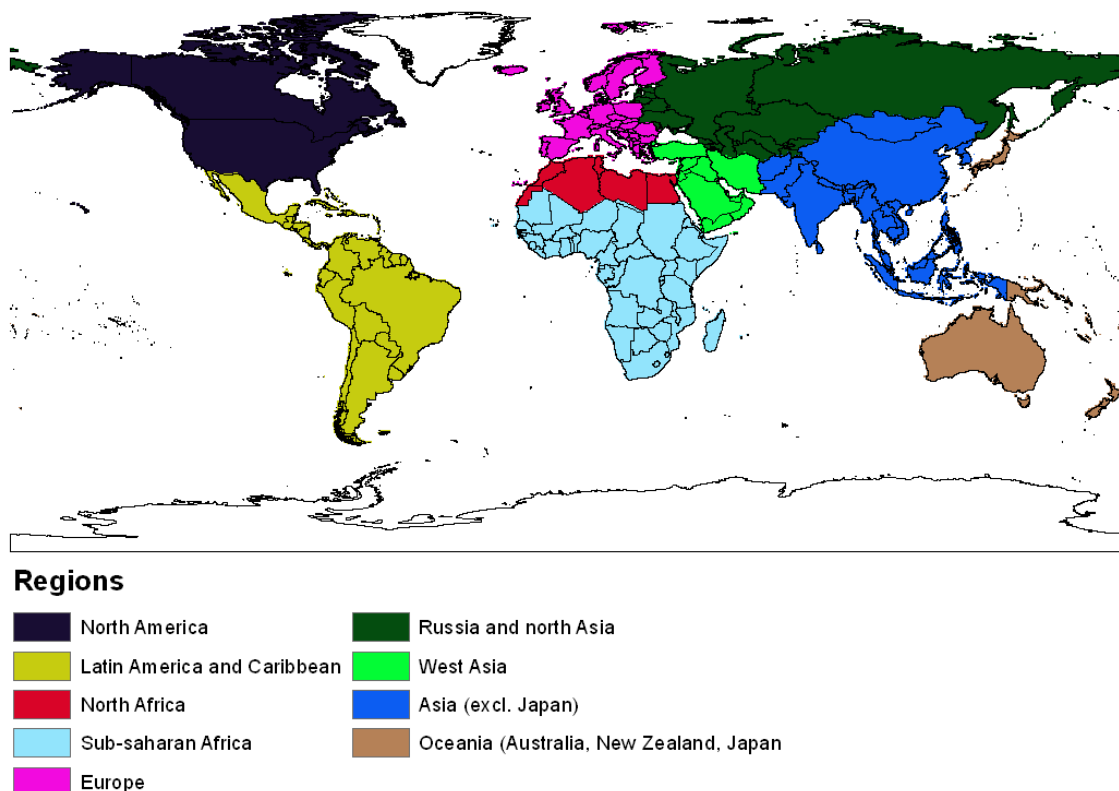 Regions
North America
Latin America and Caribbean
North Africa
Sub-saharan Africa
Europe
Russia and north Asia
West Asia
Asia (excl. Japan)
Oceania (Australia, New Zealand, Japan